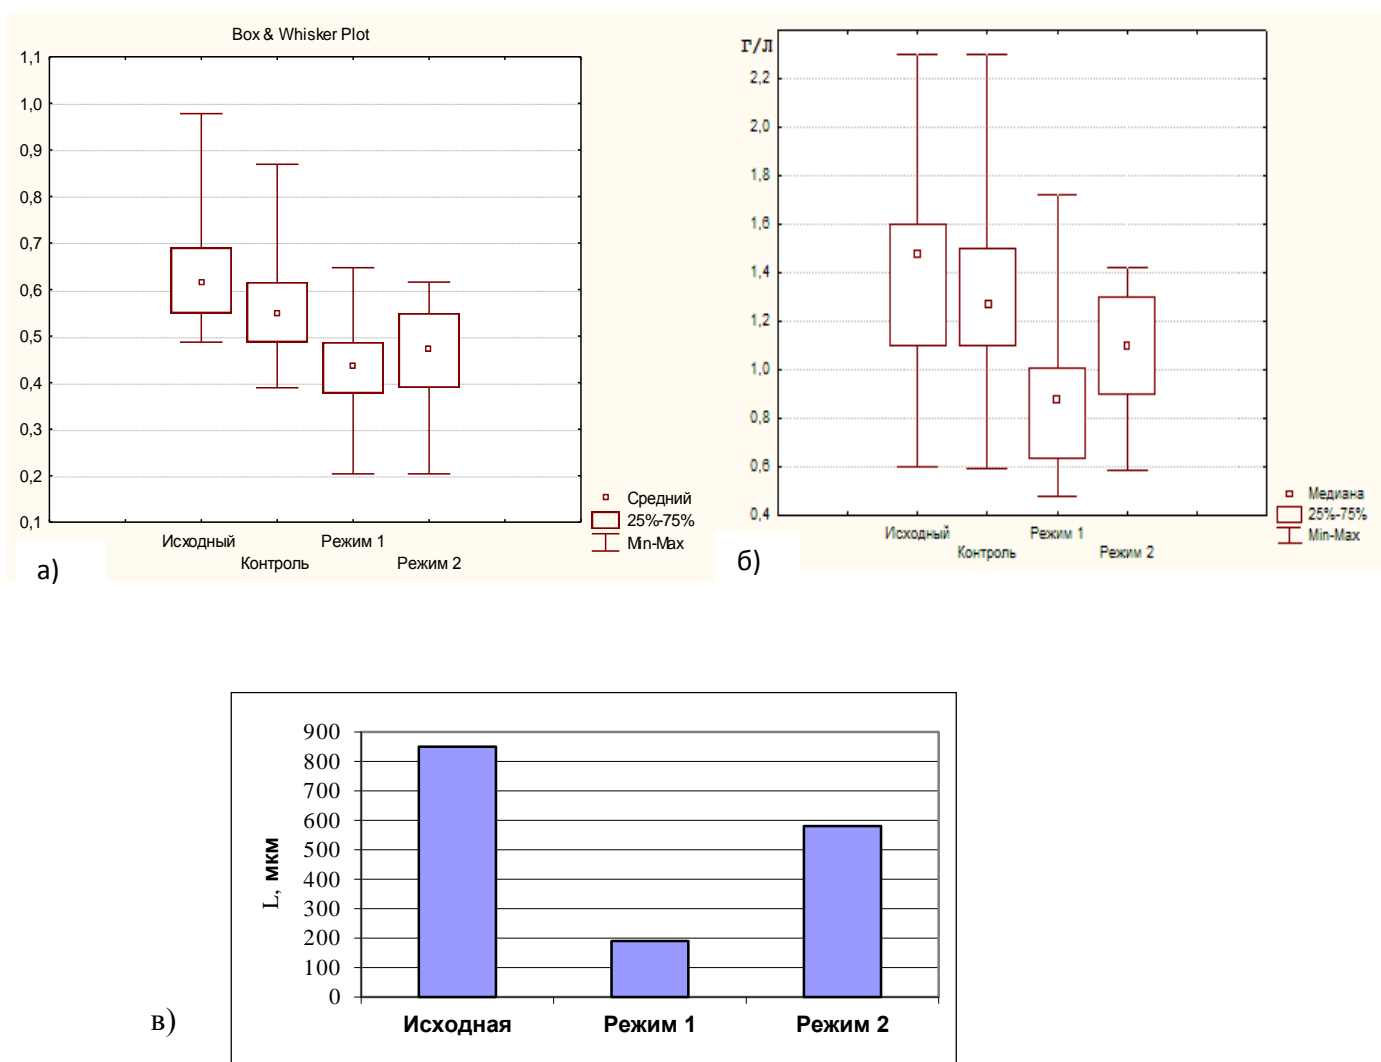 Box & Whisker Plot
1,1
1,0
0,9
0,8
0,7
0,6
0,5
0,4
0,3
0,2
0,1
Исходный
Контроль
Режим 1
Режим 2
Средний
25%-75%
Min-Max
а)
Г/Л
2,2
2,0
1,8
1,6
1,4
1,2
1,0
0,8
0,6
0,4
Исходный
Контроль
Режим 1
Режим 2
Медиана
25%-75%
Min-Max
б)
L, мкм
900
800
700
600
500
400
300
200
100
0
Исходная
Режим 1
Режим 2
в)